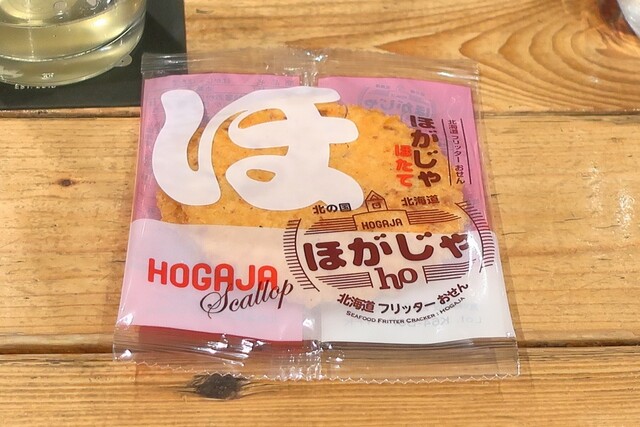 ほ
北海道 フリッター おせん
ほがじゃ
ほたて
北の国 北海道
HOGAJA
ほがじゃ
ho
北海道 フリッター おせん
SEAFOOD FRITTER CRACKER : HOGAJA
HOGAJA
Scallop